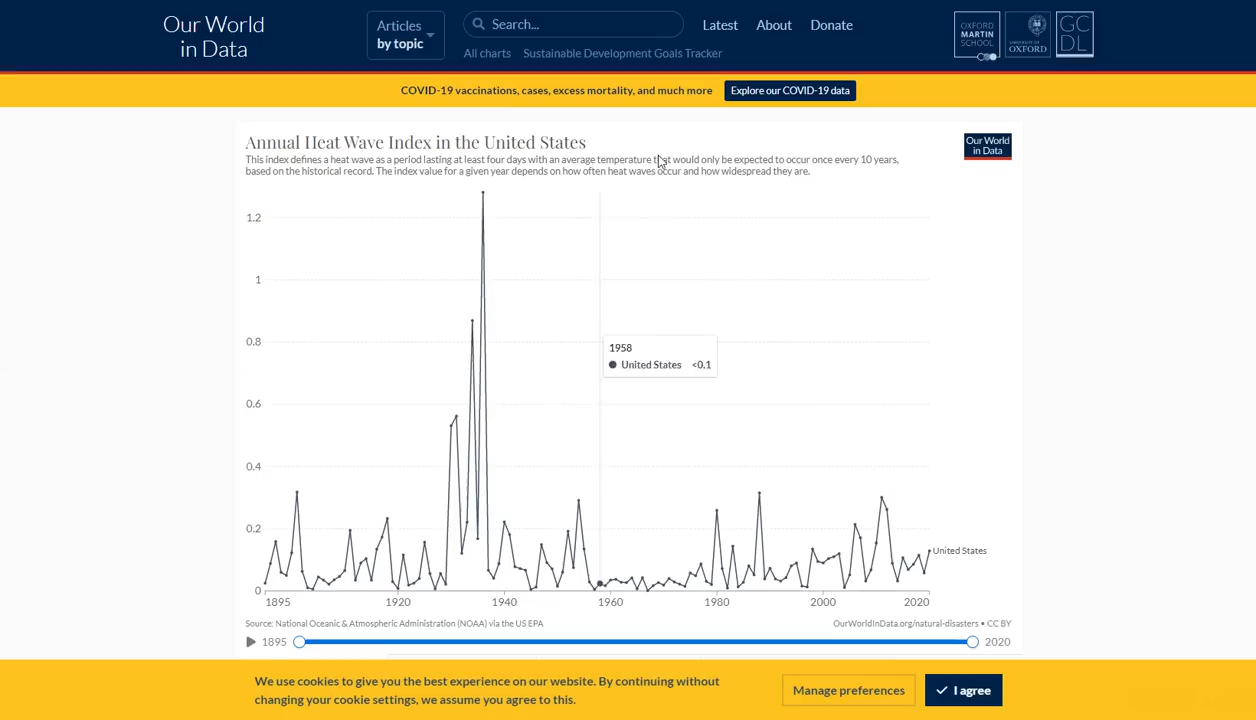 Our World
in Data
Articles
by topic
Search...
Latest
About
Donate
All charts
Sustainable Development Goals Tracker
OXFORD
MARTIN
SCHOOL
UNIVERSITY OF
OXFORD
GC
DL
COVID-19 vaccinations, cases, excess mortality, and much more
Explore our COVID-19 data
Annual Heat Wave Index in the United States
This index defines a heat wave as a period lasting at least four days with an average temperature that would only be expected to occur once every 10 years,
based on the historical record. The index value for a given year depends on how often heat waves occur and how widespread they are.
Our World
in Data
1.2
1
0.8
0.6
0.4
0.2
0
1958
United States <0.1
United States
1895 1920 1940 1960 1980 2000 2020
Source: National Oceanic & Atmospheric Administration (NOAA) via the US EPA
OurWorldInData.org/natural-disasters • CC BY
1895
2020
We use cookies to give you the best experience on our website. By continuing without
changing your cookie settings, we assume you agree to this.
Manage preferences
I agree